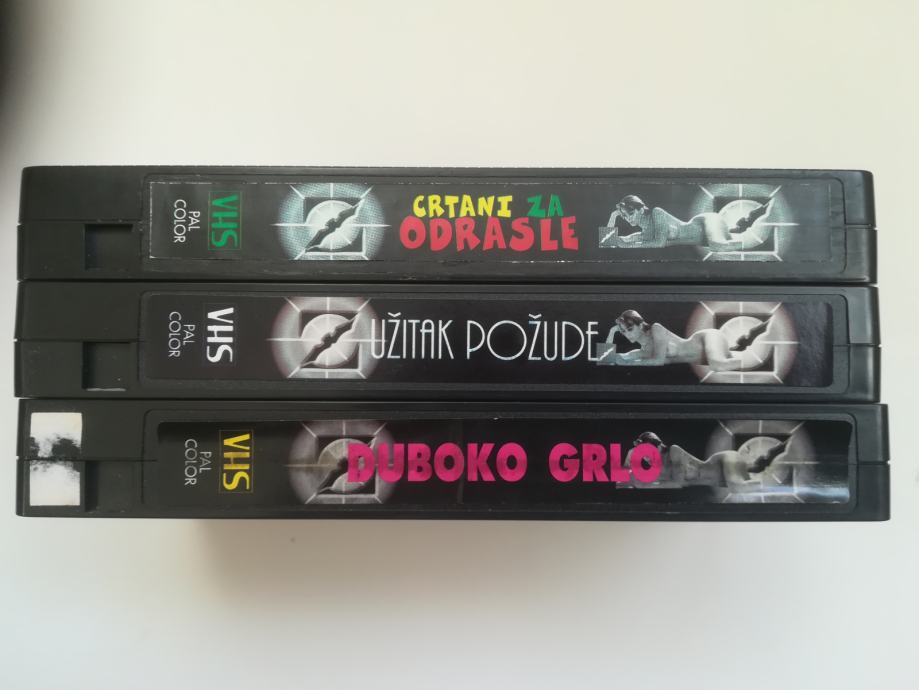 VHS
PAL
COLOR
CRTANI ZA
ODRASLE
VHS
PAL
COLOR
UŽITAK POŽUDE
VHS
PAL
COLOR
DUBOKO GRLO